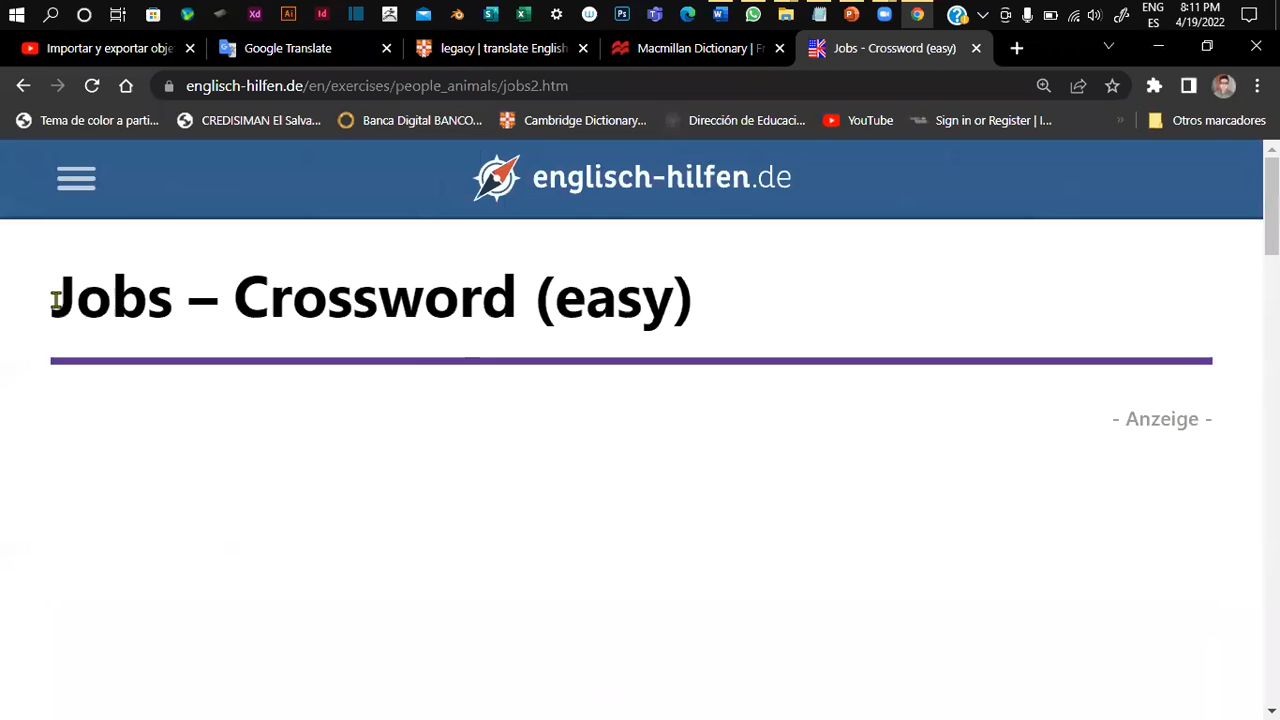 ENG 8:11 PM
ES 4/19/2022
Importar y exportar obje
Google Translate
legacy | translate English
Macmillan Dictionary | Fr
Jobs - Crossword (easy)
englisch-hilfen.de/en/exercises/people_animals/jobs2.htm
Tema de color a parti...
CREDISIMAN El Salva...
Banca Digital BANCO...
Cambridge Dictionary...
Dirección de Educaci...
YouTube
Sign in or Register | I...
»
Otros marcadores
englisch-hilfen.de
Jobs – Crossword (easy)
- Anzeige -